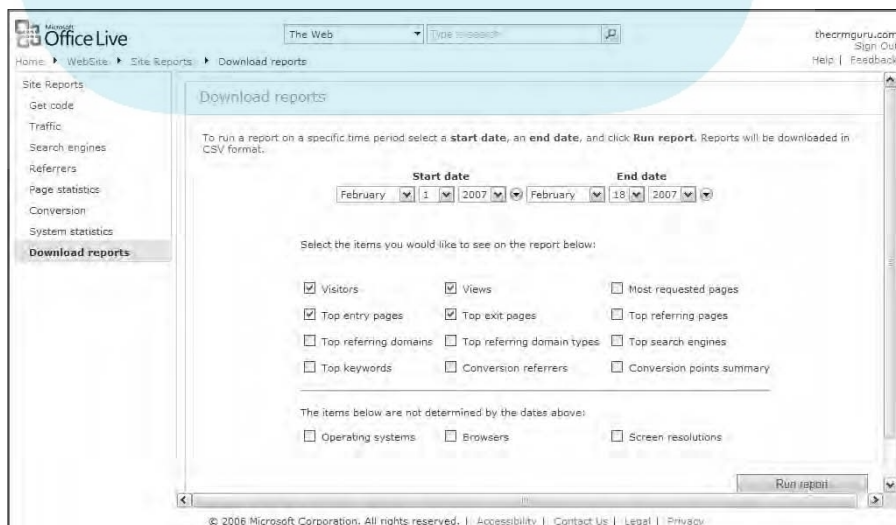 Microsoft
Office Live
The Web
Type to search
thecrmguru.com
Sign Out
Home WebSite Site Reports Download reports
Help | Feedback
Site Reports
Get code
Traffic
Search engines
Referrers
Page statistics
Conversion
System statistics
Download reports
Download reports
To run a report on a specific time period select a start date, an end date, and click Run report. Reports will be downloaded in
CSV format.
Start date End date
February 1 2007 February 18 2007
Select the items you would like to see on the report below:
Visitors Views Most requested pages
Top entry pages Top exit pages Top referring pages
Top referring domains Top referring domain types Top search engines
Top keywords Conversion referrers Conversion points summary
The items below are not determined by the dates above:
Operating systems Browsers Screen resolutions
Run report
© 2006 Microsoft Corporation. All rights reserved. | Accessibility | Contact Us | Legal | Privacy